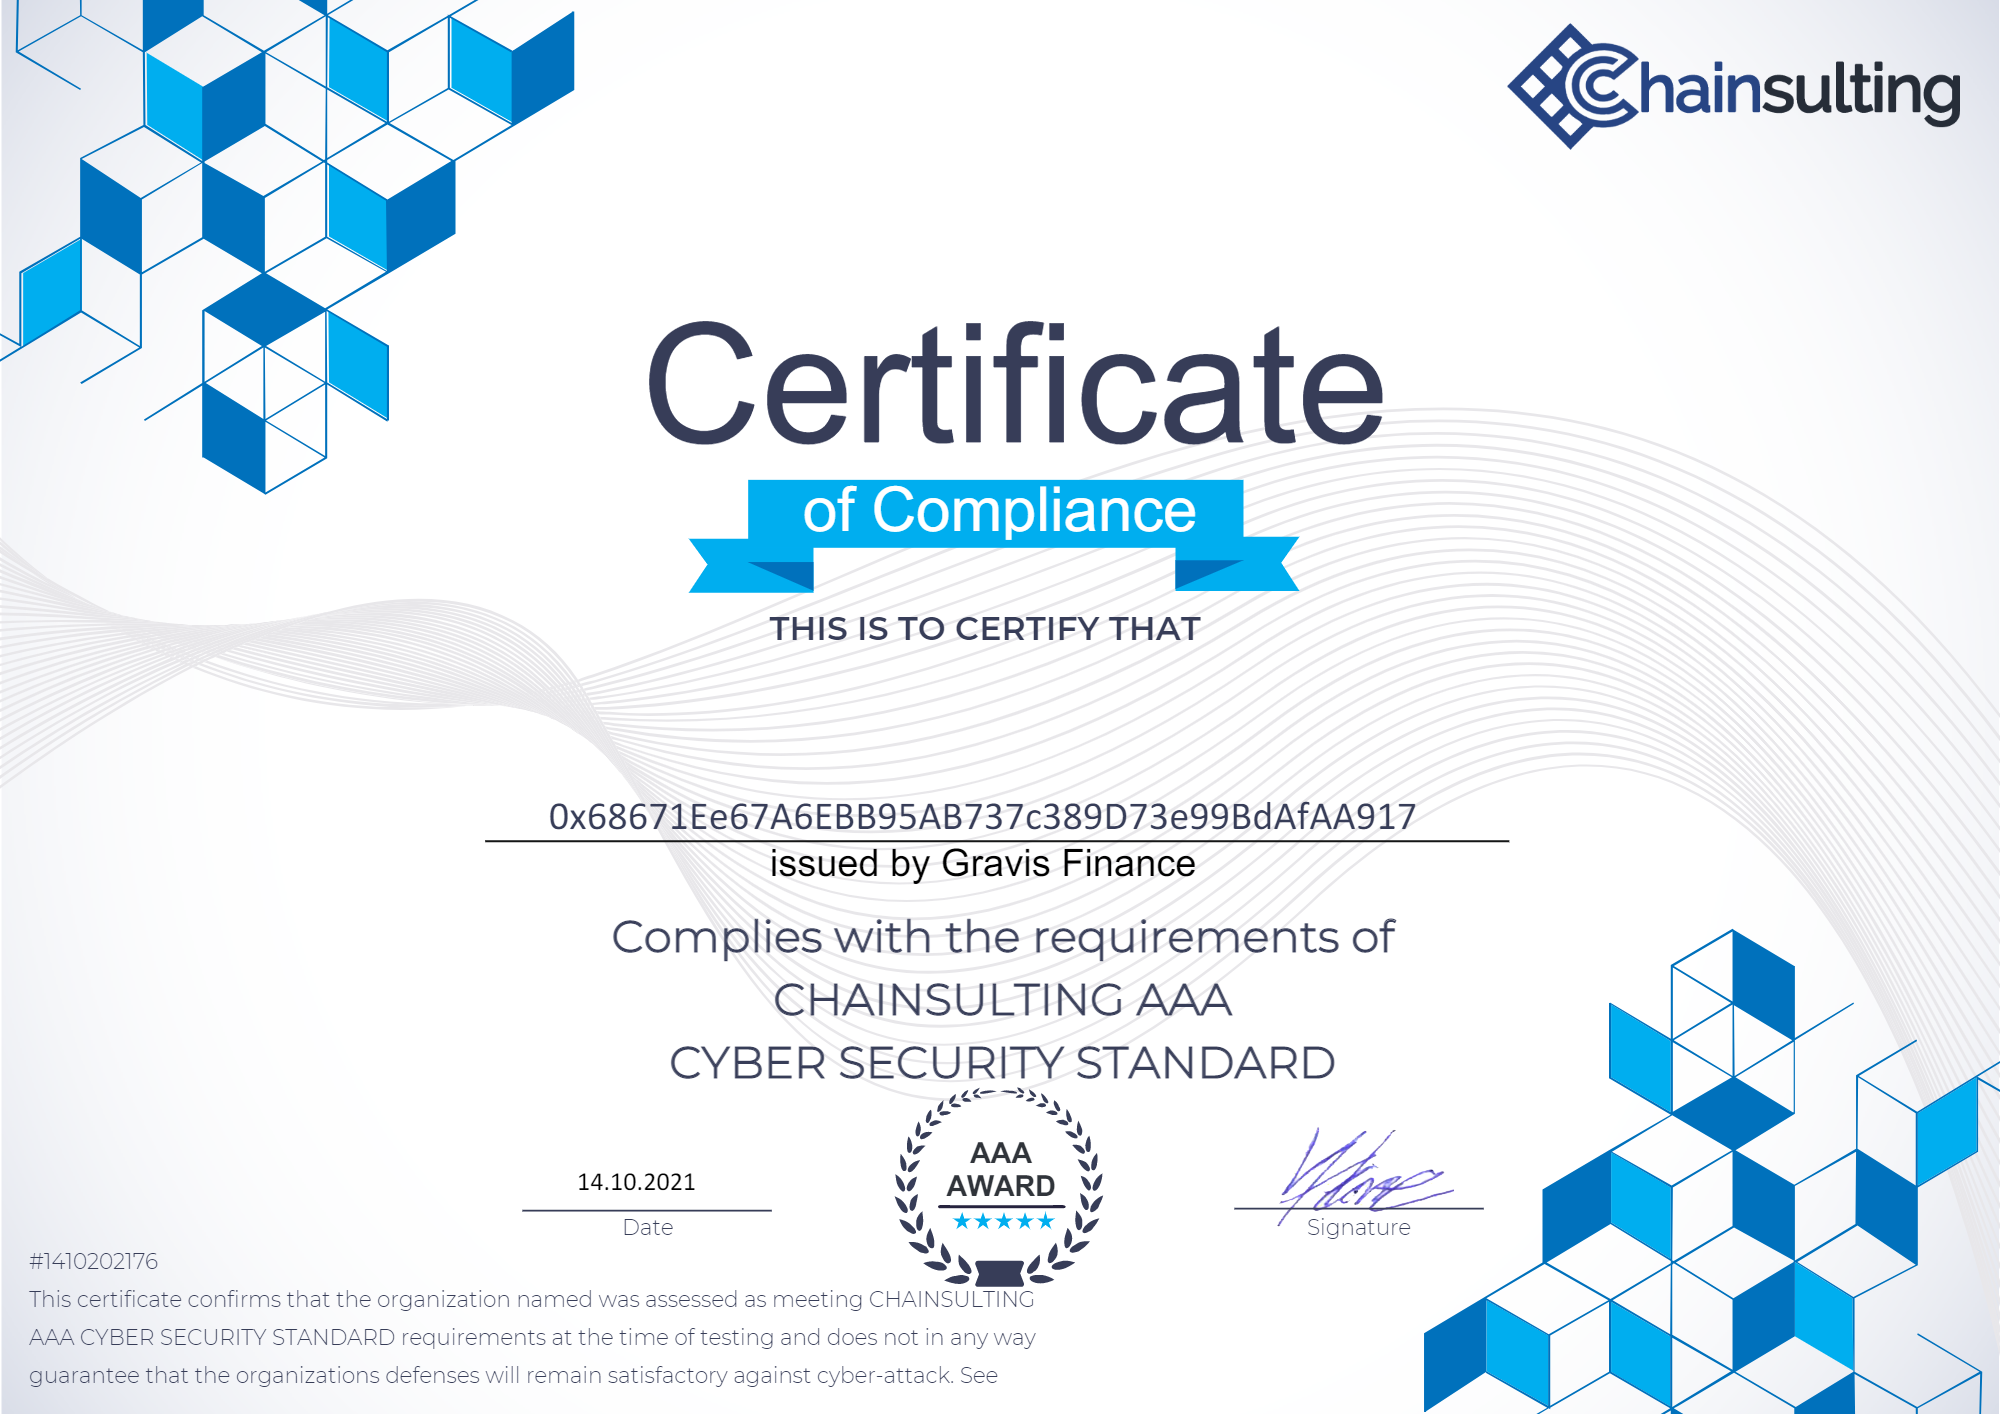 Chainsulting
Certificate
of Compliance
THIS IS TO CERTIFY THAT
0x68671Ee67A6EBB95AB737c389D73e99BdAfAA917
issued by Gravis Finance
Complies with the requirements of
CHAINSULTING AAA
CYBER SECURITY STANDARD
AAA
AWARD
14.10.2021
Date
Signature
#1410202176
This certificate confirms that the organization named was assessed as meeting CHAINSULTING
AAA CYBER SECURITY STANDARD requirements at the time of testing and does not in any way
guarantee that the organizations defenses will remain satisfactory against cyber-attack. See